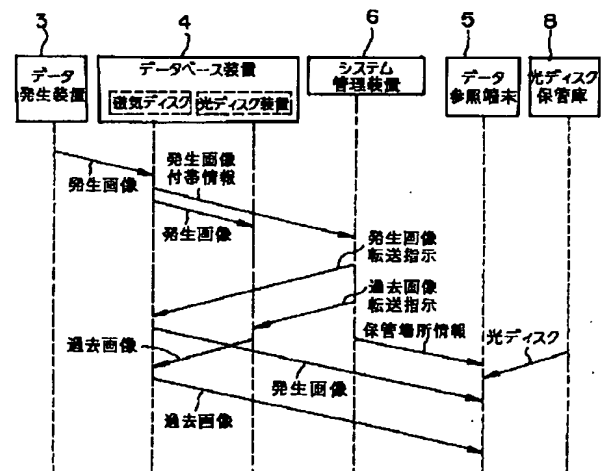 3
4
6
5
8
データ
発生装置
データベース装置
磁気ディスク
光ディスク装置
システム
管理装置
データ
参照端末
光ディスク
保管庫
発生画像
発生画像
付帯情報
発生画像
発生画像
転送指示
過去画像
転送指示
保管場所情報
光ディスク
過去画像
発生画像
過去画像